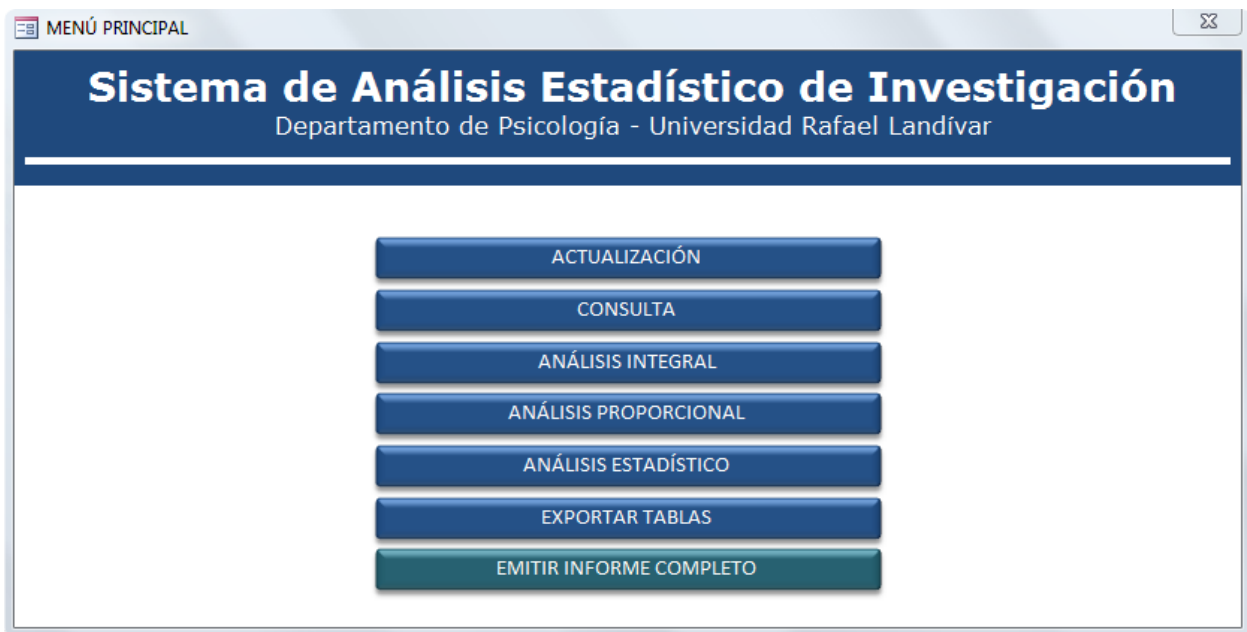 MENÚ PRINCIPAL
Sistema de Análisis Estadístico de Investigación
Departamento de Psicología - Universidad Rafael Landívar
ACTUALIZACIÓN
CONSULTA
ANÁLISIS INTEGRAL
ANÁLISIS PROPORCIONAL
ANÁLISIS ESTADÍSTICO
EXPORTAR TABLAS
EMITIR INFORME COMPLETO